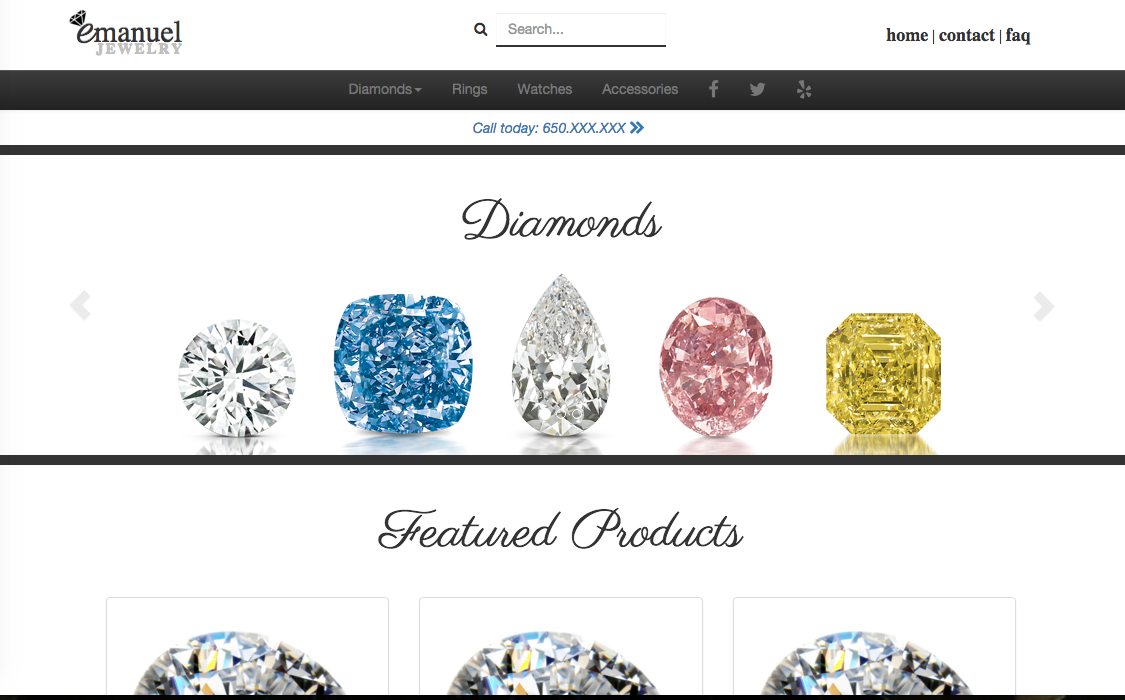 emanuel
JEWELRY
Search...
home | contact | faq
Diamonds Rings Watches Accessories
Call today: 650.XXX.XXX
Diamonds
Featured Products